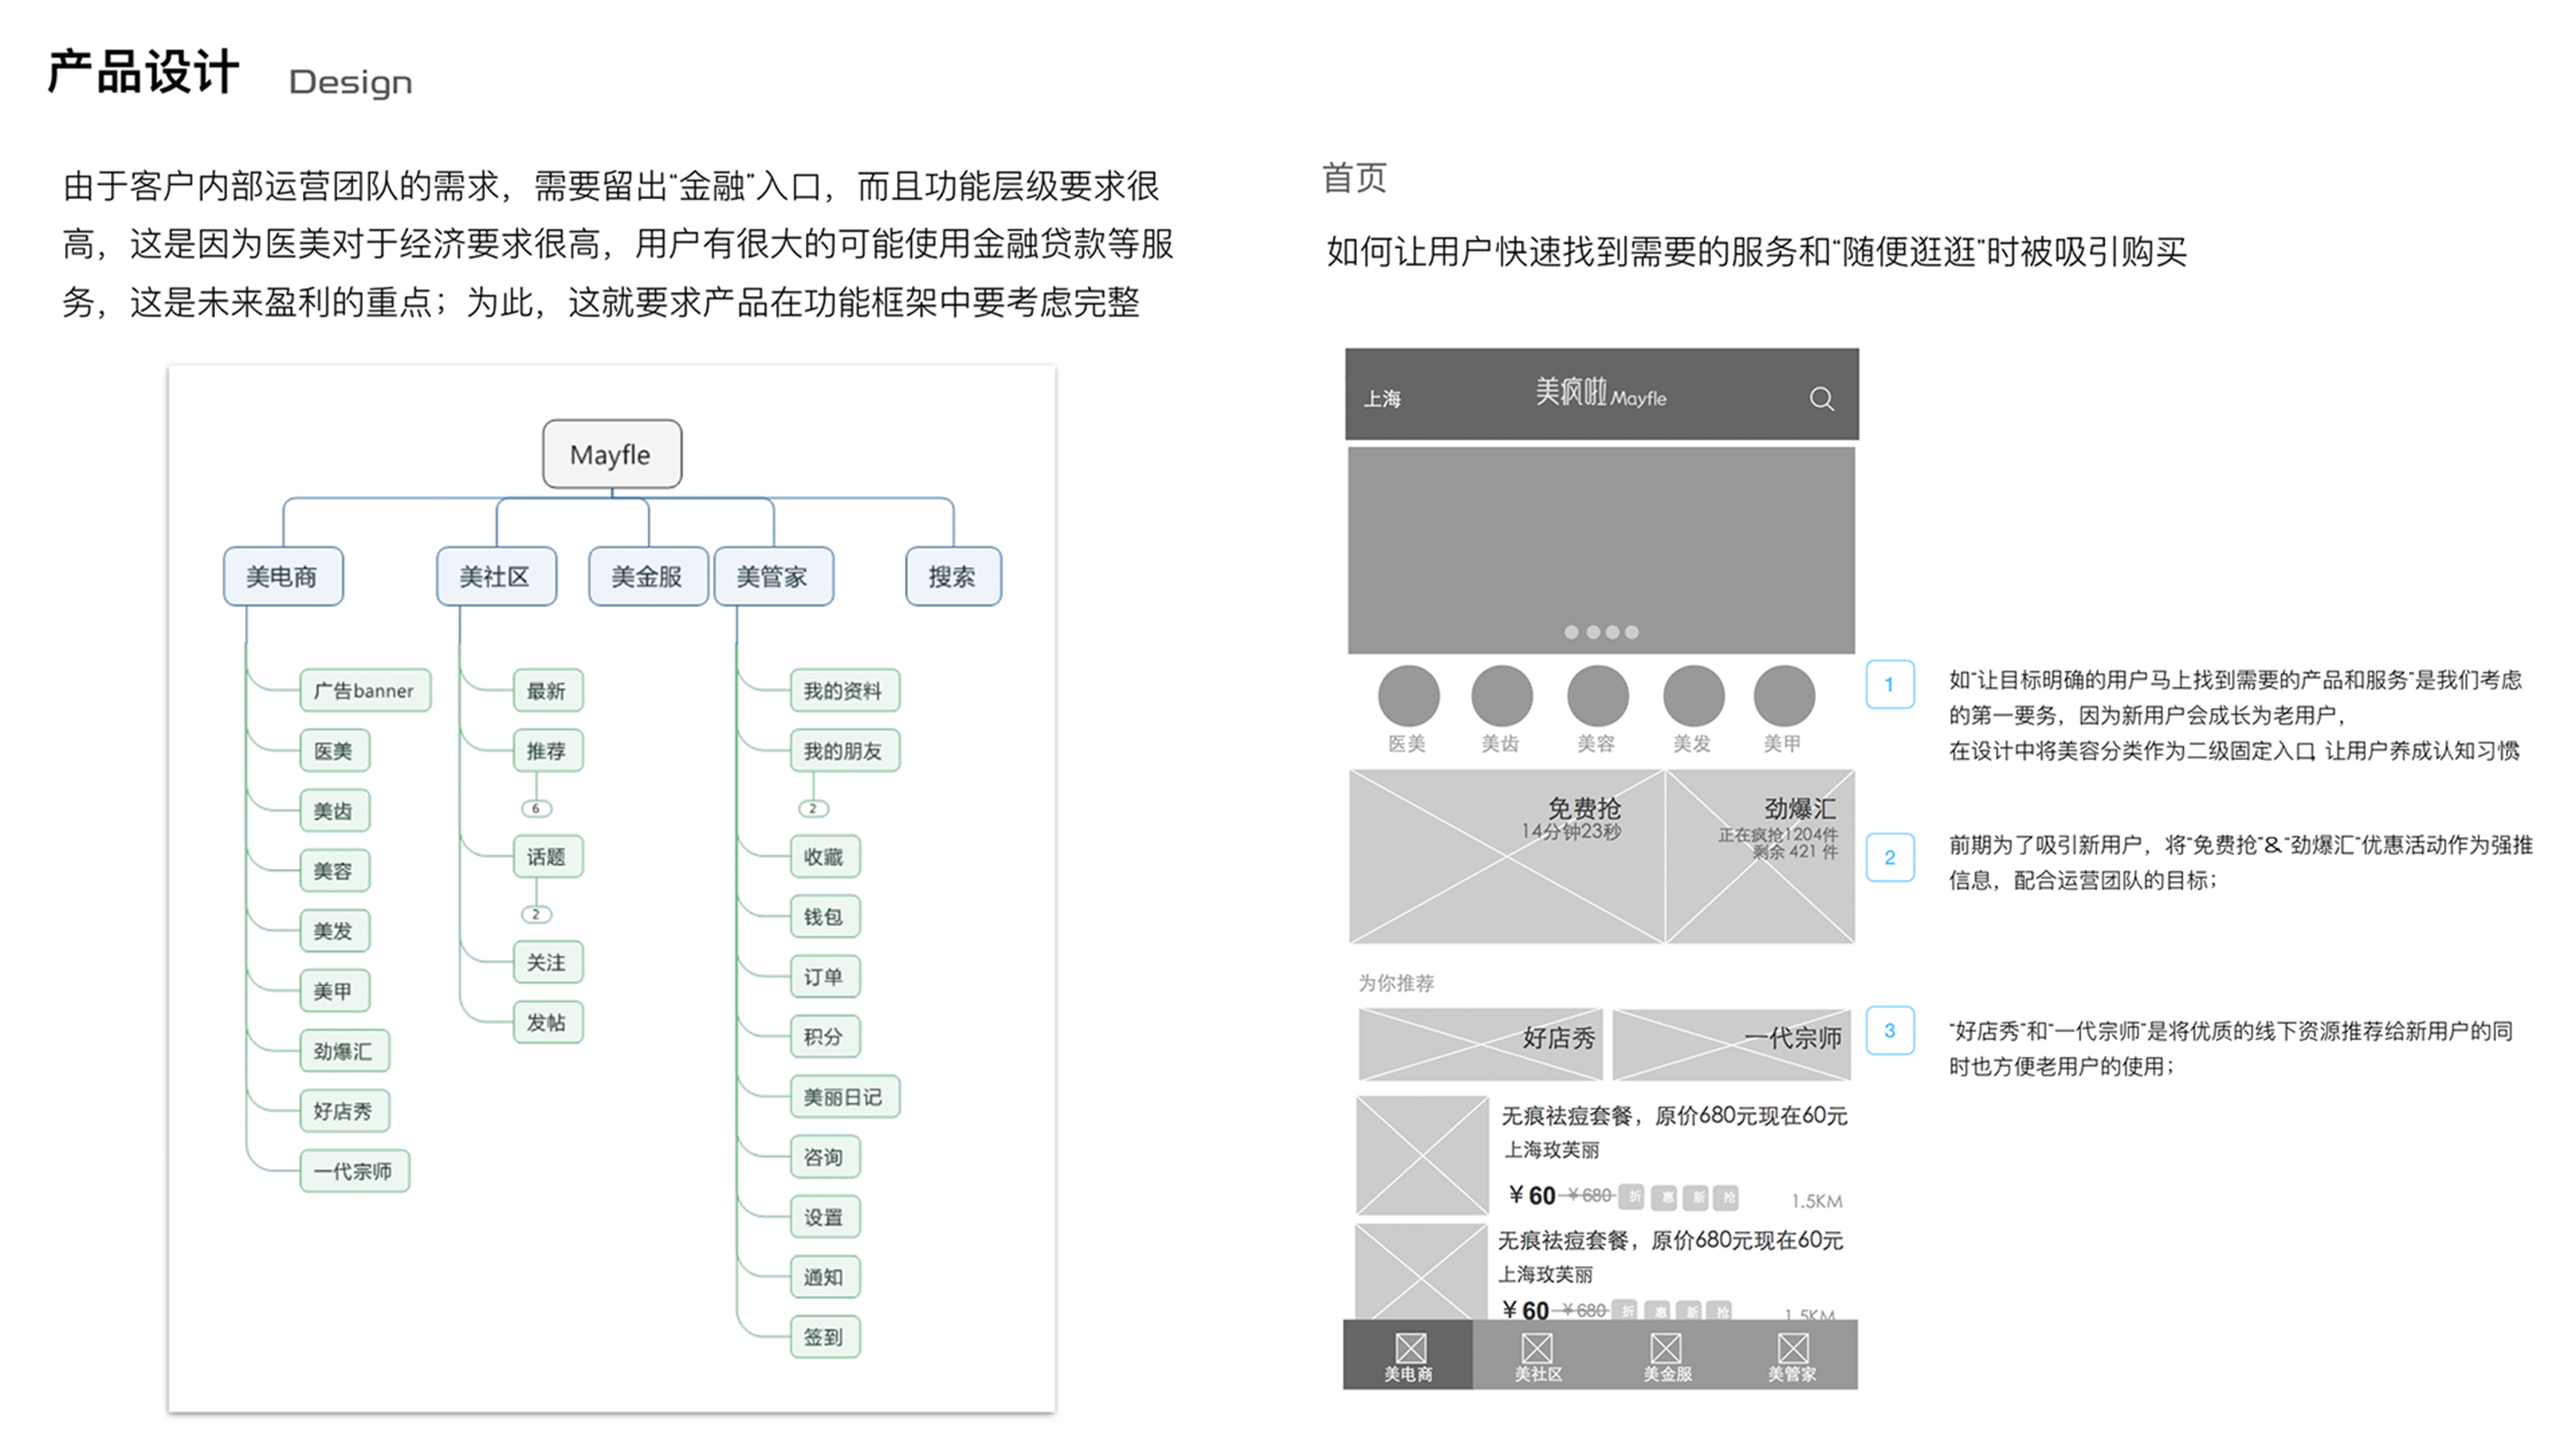 产品设计 Design
由于客户内部运营团队的需求，需要留出“金融”入口，而且功能层级要求很
高，这是因为医美对于经济要求很高，用户有很大的可能使用金融贷款等服
务，这是未来盈利的重点；为此，这就要求产品在功能框架中要考虑完整
Mayfle
美电商
美社区
美金服
美管家
搜索
广告banner
医美
美齿
美容
美发
美甲
劲爆汇
好店秀
一代宗师
最新
推荐
6
话题
2
关注
发帖
我的资料
我的朋友
2
收藏
钱包
订单
积分
美丽日记
咨询
设置
通知
签到
首页
如何让用户快速找到需要的服务和“随便逛逛”时被吸引购买
上海
美疯啦 Mayfle
医美
美齿
美容
美发
美甲
免费抢
14分钟23秒
劲爆汇
正在疯抢1204件
剩余 421 件
为你推荐
好店秀
一代宗师
无痕祛痘套餐，原价680元现在60元
上海玫芙丽
￥60 ￥680 折 惠 新 抢 1.5KM
无痕祛痘套餐，原价680元现在60元
上海玫芙丽
￥60 ￥680 折 惠 新 抢 1.5KM
美电商
美社区
美金服
美管家
1
如“让目标明确的用户马上找到需要的产品和服务”是我们考虑
的第一要务，因为新用户会成长为老用户，
在设计中将美容分类作为二级固定入口，让用户养成认知习惯
2
前期为了吸引新用户，将“免费抢”&“劲爆汇”优惠活动作为强推
信息，配合运营团队的目标；
3
“好店秀”和“一代宗师”是将优质的线下资源推荐给新用户的同
时也方便老用户的使用；